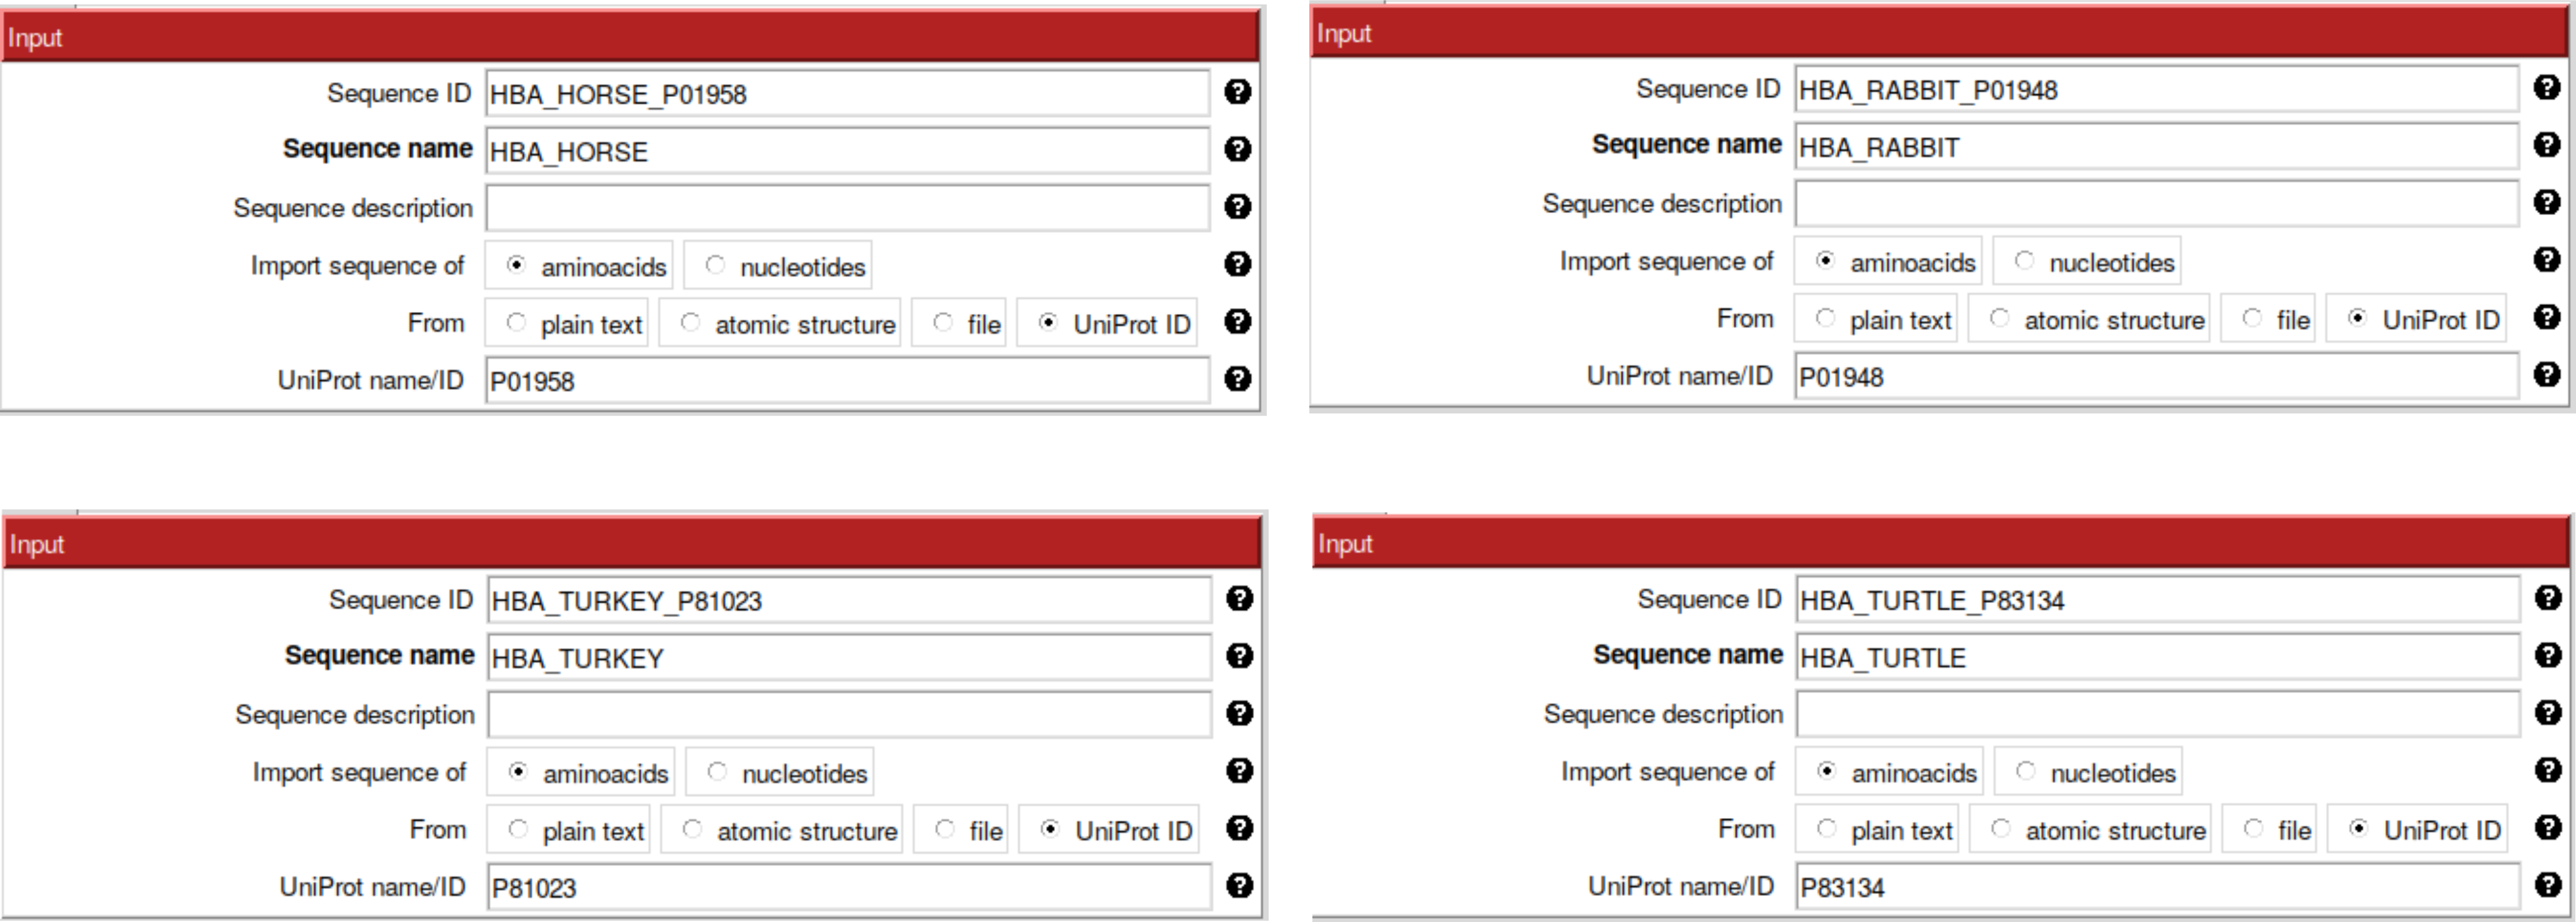 Input
Sequence ID HBA_HORSE_P01958
Sequence name HBA_HORSE
Sequence description
Import sequence of aminoacids nucleotides
From plain text atomic structure file UniProt ID
UniProt name/ID P01958
Input
Sequence ID HBA_RABBIT_P01948
Sequence name HBA_RABBIT
Sequence description
Import sequence of aminoacids nucleotides
From plain text atomic structure file UniProt ID
UniProt name/ID P01948
Input
Sequence ID HBA_TURKEY_P81023
Sequence name HBA_TURKEY
Sequence description
Import sequence of aminoacids nucleotides
From plain text atomic structure file UniProt ID
UniProt name/ID P81023
Input
Sequence ID HBA_TURTLE_P83134
Sequence name HBA_TURTLE
Sequence description
Import sequence of aminoacids nucleotides
From plain text atomic structure file UniProt ID
UniProt name/ID P83134